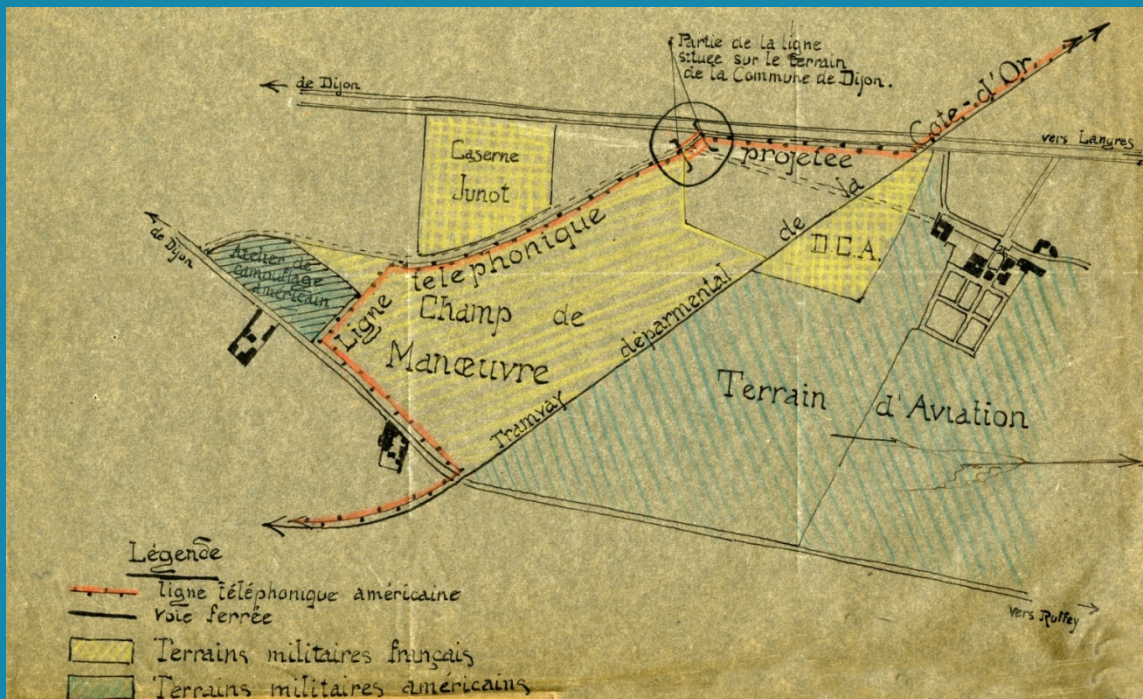 Partie de la ligne
située sur le terrain
de la Commune de Dijon.
de Dijon
Côte-d'Or.
vers Langres
Caserne
Junot
projetée
de Dijon
Atelier de
camouflage
américain
Ligne téléphonique
Champ de
Manœuvre
D.C.A.
Tramway déparmental de la
Terrain d'Aviation
vers Ruffey
Légende
ligne téléphonique américaine
voie ferrée
Terrains militaires français
Terrains militaires américains